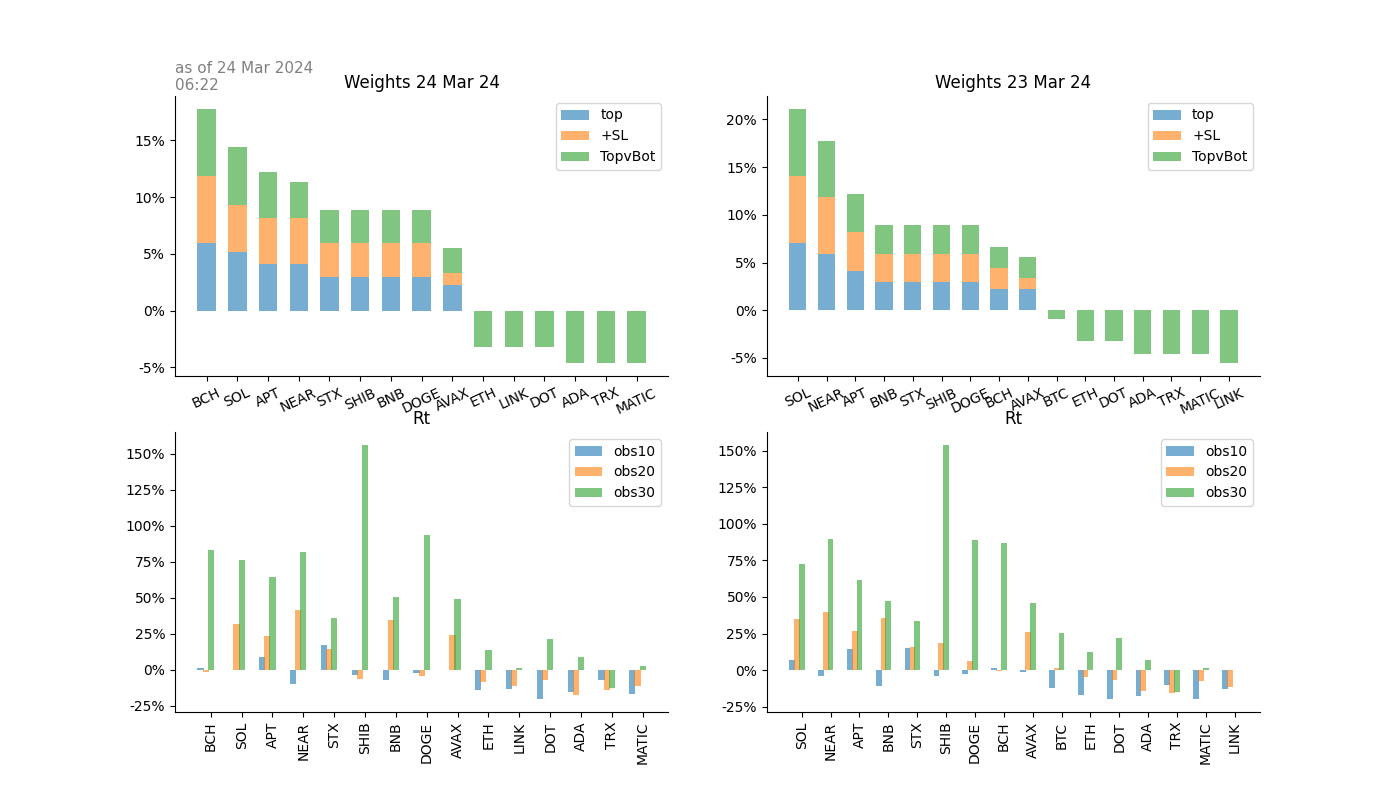 as of 24 Mar 2024
06:22
Weights 24 Mar 24
15%
10%
5%
0%
-5%
top
+SL
TopvBot
BCH SOL APT NEAR STX SHIB BNB DOGE AVAX ETH LINK DOT ADA TRX MATIC
Weights 23 Mar 24
20%
15%
10%
5%
0%
-5%
top
+SL
TopvBot
SOL NEAR APT BNB STX SHIB DOGE BCH AVAX BTC ETH DOT ADA TRX MATIC LINK
Rt
150%
125%
100%
75%
50%
25%
0%
-25%
obs10
obs20
obs30
BCH SOL APT NEAR STX SHIB BNB DOGE AVAX ETH LINK DOT ADA TRX MATIC
Rt
150%
125%
100%
75%
50%
25%
0%
-25%
obs10
obs20
obs30
SOL NEAR APT BNB STX SHIB DOGE BCH AVAX BTC ETH DOT ADA TRX MATIC LINK